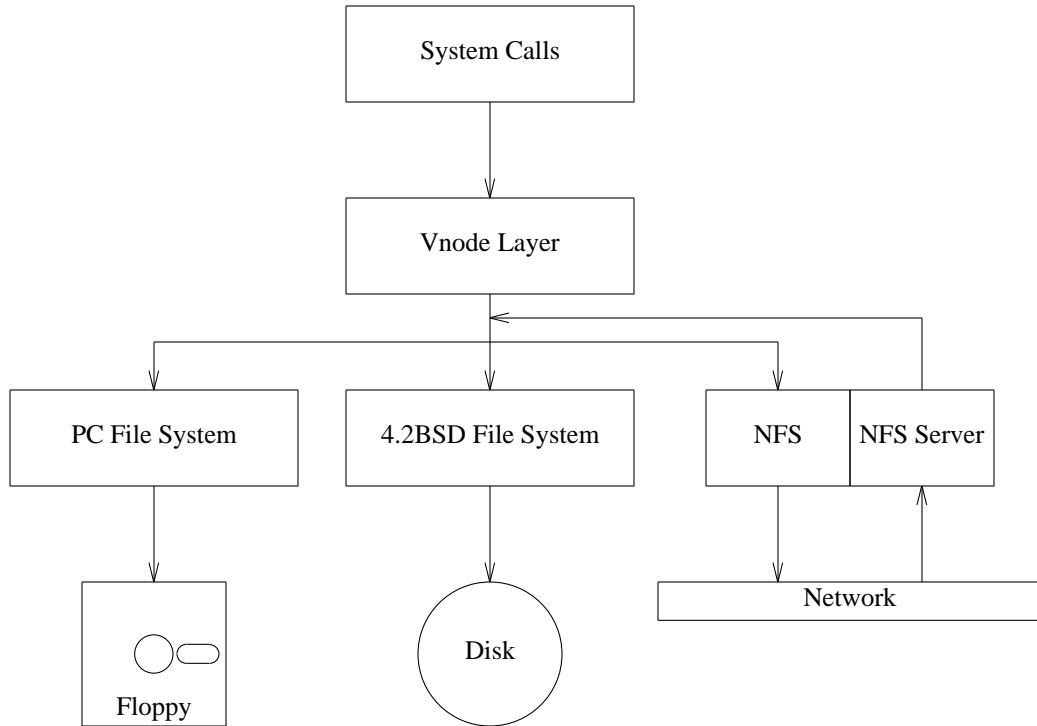 System Calls
Vnode Layer
PC File System
4.2BSD File System
NFS
NFS Server
Network
Disk
Floppy